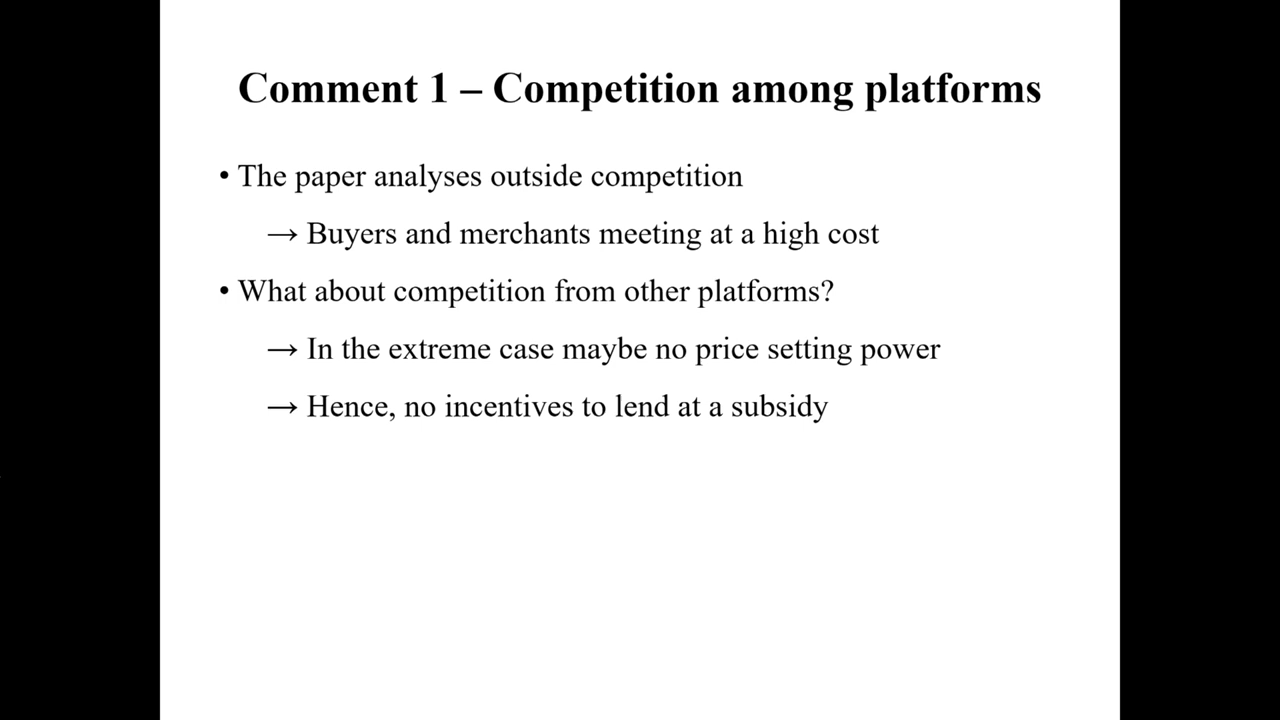 Comment 1 – Competition among platforms
• The paper analyses outside competition
→ Buyers and merchants meeting at a high cost
• What about competition from other platforms?
→ In the extreme case maybe no price setting power
→ Hence, no incentives to lend at a subsidy